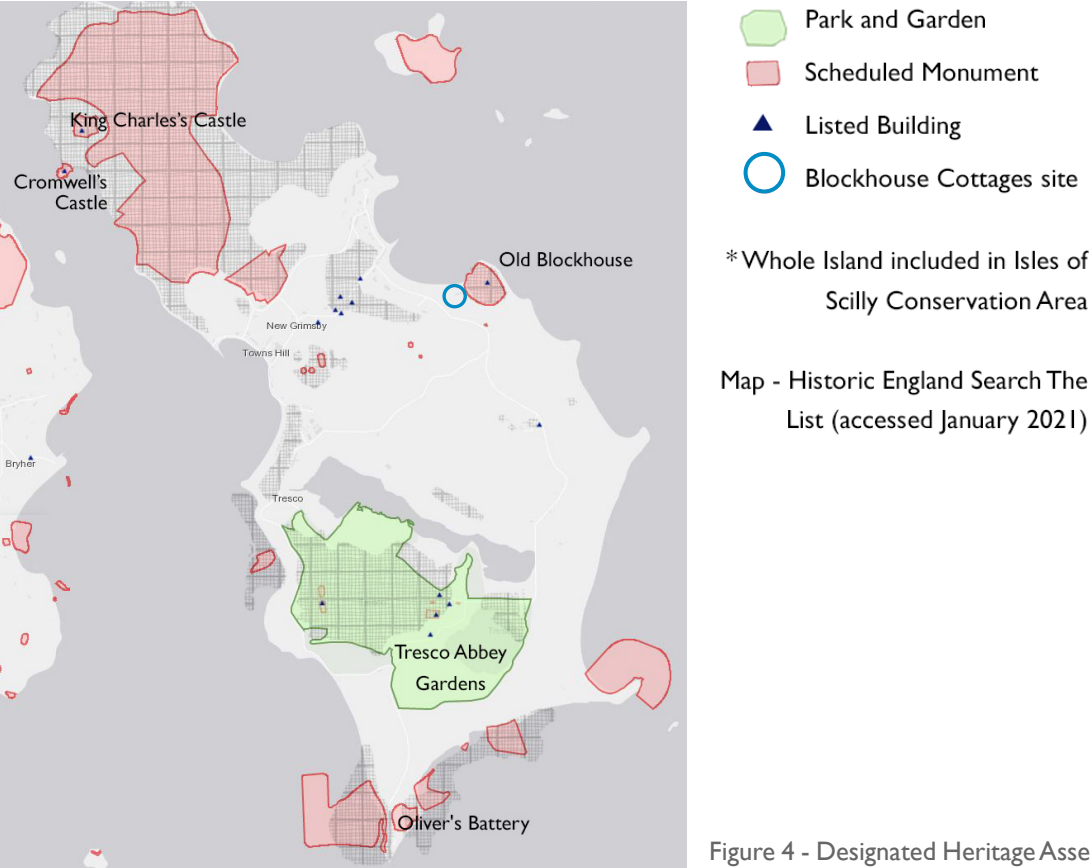 King Charles's Castle
Cromwell's
Castle
Old Blockhouse
New Grimsby
Towns Hill
Bryher
Tresco
Tresco Abbey
Gardens
Oliver's Battery
Park and Garden
Scheduled Monument
Listed Building
Blockhouse Cottages site
* Whole Island included in Isles of
Scilly Conservation Area
Map - Historic England Search The
List (accessed January 2021)
Figure 4 - Designated Heritage Asse